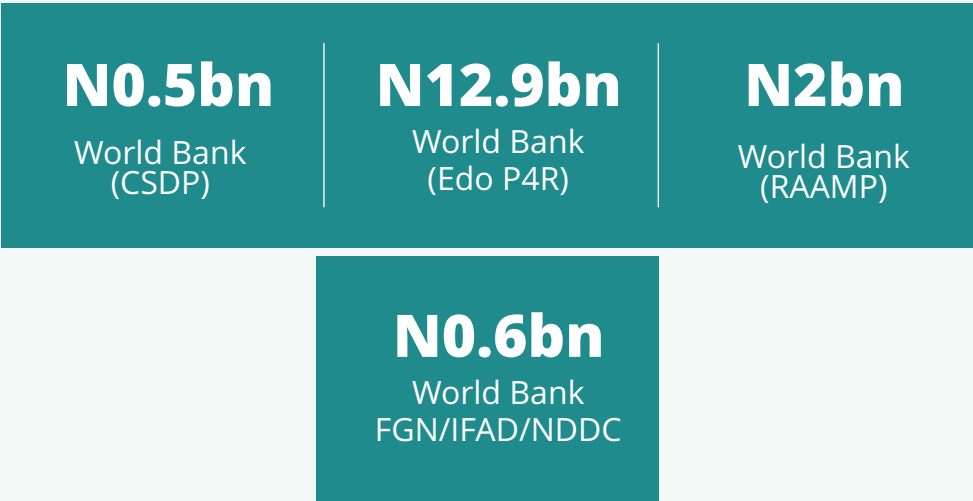 N0.5bn
World Bank
(CSDP)
N12.9bn
World Bank
(Edo P4R)
N2bn
World Bank
(RAAMP)
N0.6bn
World Bank
FGN/IFAD/NDDC